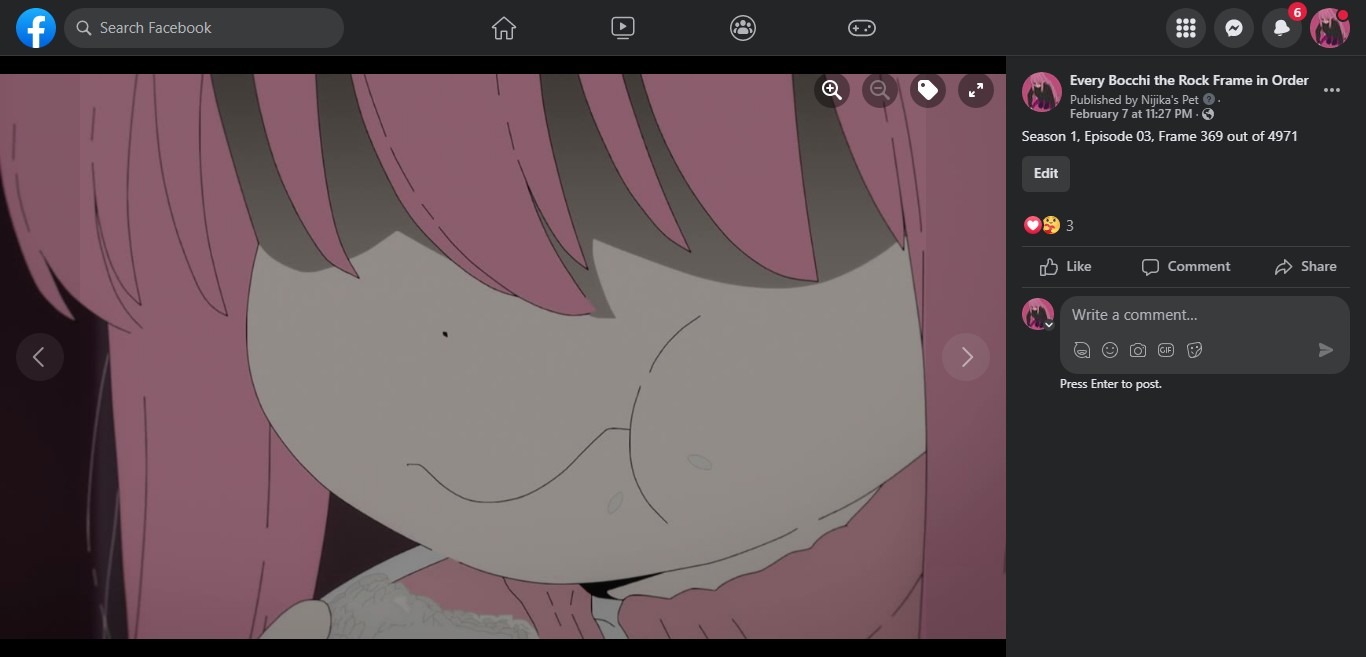 Search Facebook
6
Every Bocchi the Rock Frame in Order
Published by Nijika's Pet ·
February 7 at 11:27 PM ·
Season 1, Episode 03, Frame 369 out of 4971
Edit
3
Like Comment Share
Write a comment...
GIF
Press Enter to post.